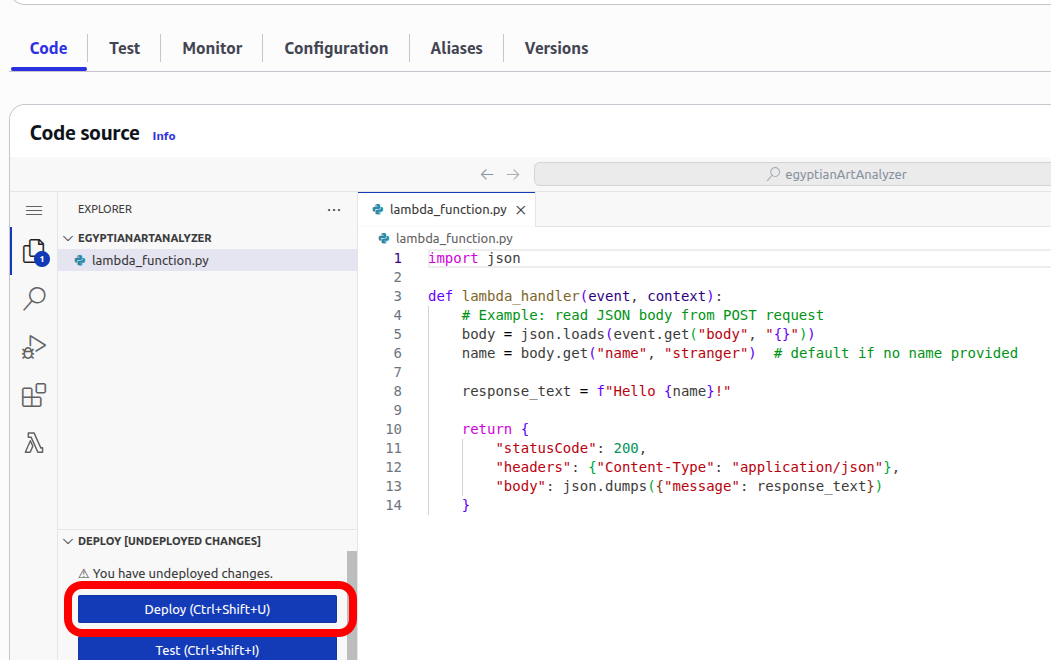 Code Test Monitor Configuration Aliases Versions
Code source Info
egyptianArtAnalyzer
EXPLORER
EGYPTIANARTANALYZER
lambda_function.py
1
lambda_function.py
lambda_function.py
1 import json
2
3 def lambda_handler(event, context):
4     # Example: read JSON body from POST request
5     body = json.loads(event.get("body", "{}"))
6     name = body.get("name", "stranger")  # default if no name provided
7
8     response_text = f"Hello {name}!"
9
10     return {
11         "statusCode": 200,
12         "headers": {"Content-Type": "application/json"},
13         "body": json.dumps({"message": response_text})
14     }
DEPLOY [UNDEPLOYED CHANGES]
⚠ You have undeployed changes.
Deploy (Ctrl+Shift+U)
Test (Ctrl+Shift+I)